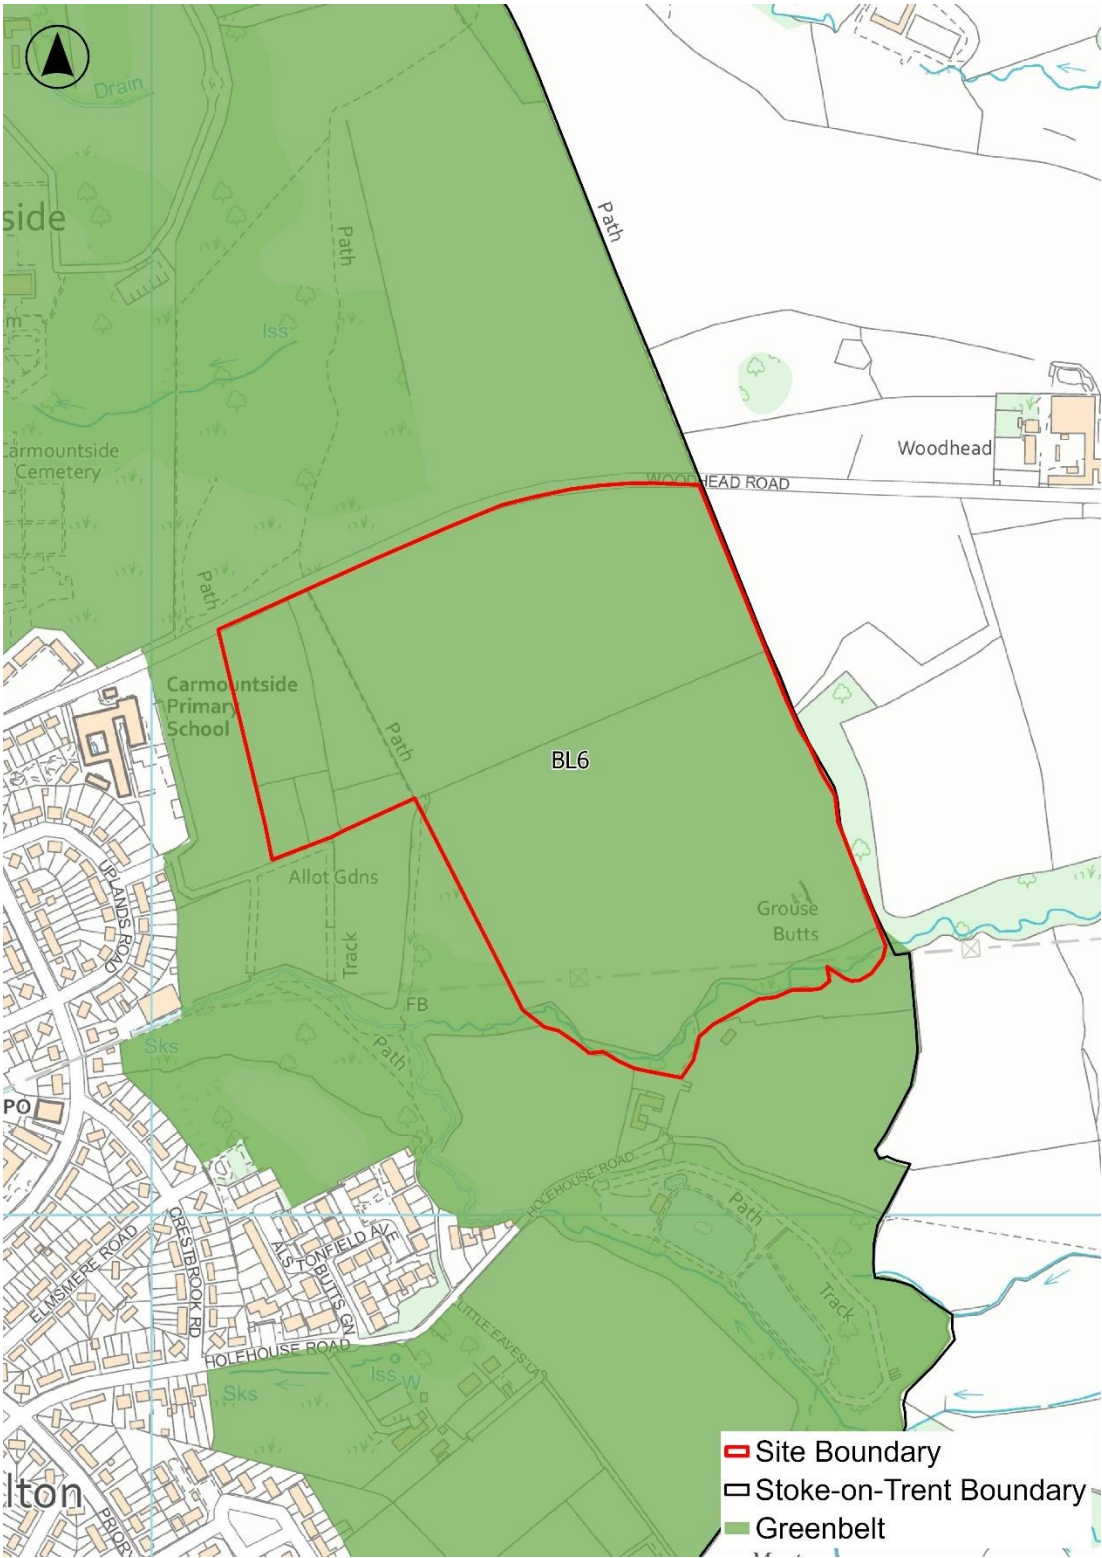 Drain
Path
Path
side
m
Iss
Carmountside
Cemetery
Woodhead
WOODHEAD ROAD
Path
Carmountside
Primary
School
Path
BL6
UPLANDS ROAD
Allot Gdns
Track
Grouse
Butts
FB
Sks
Path
PO
HOLEHOUSE ROAD
Path
ELMSMERE ROAD
CRESTBROOK RD
ALSTONFIELD AVE
BUTTS GN
Track
LITTLE EAVES LA
HOLEHOUSE ROAD
Iss
W
Sks
lton
PRIORY
Site Boundary
Stoke-on-Trent Boundary
Greenbelt